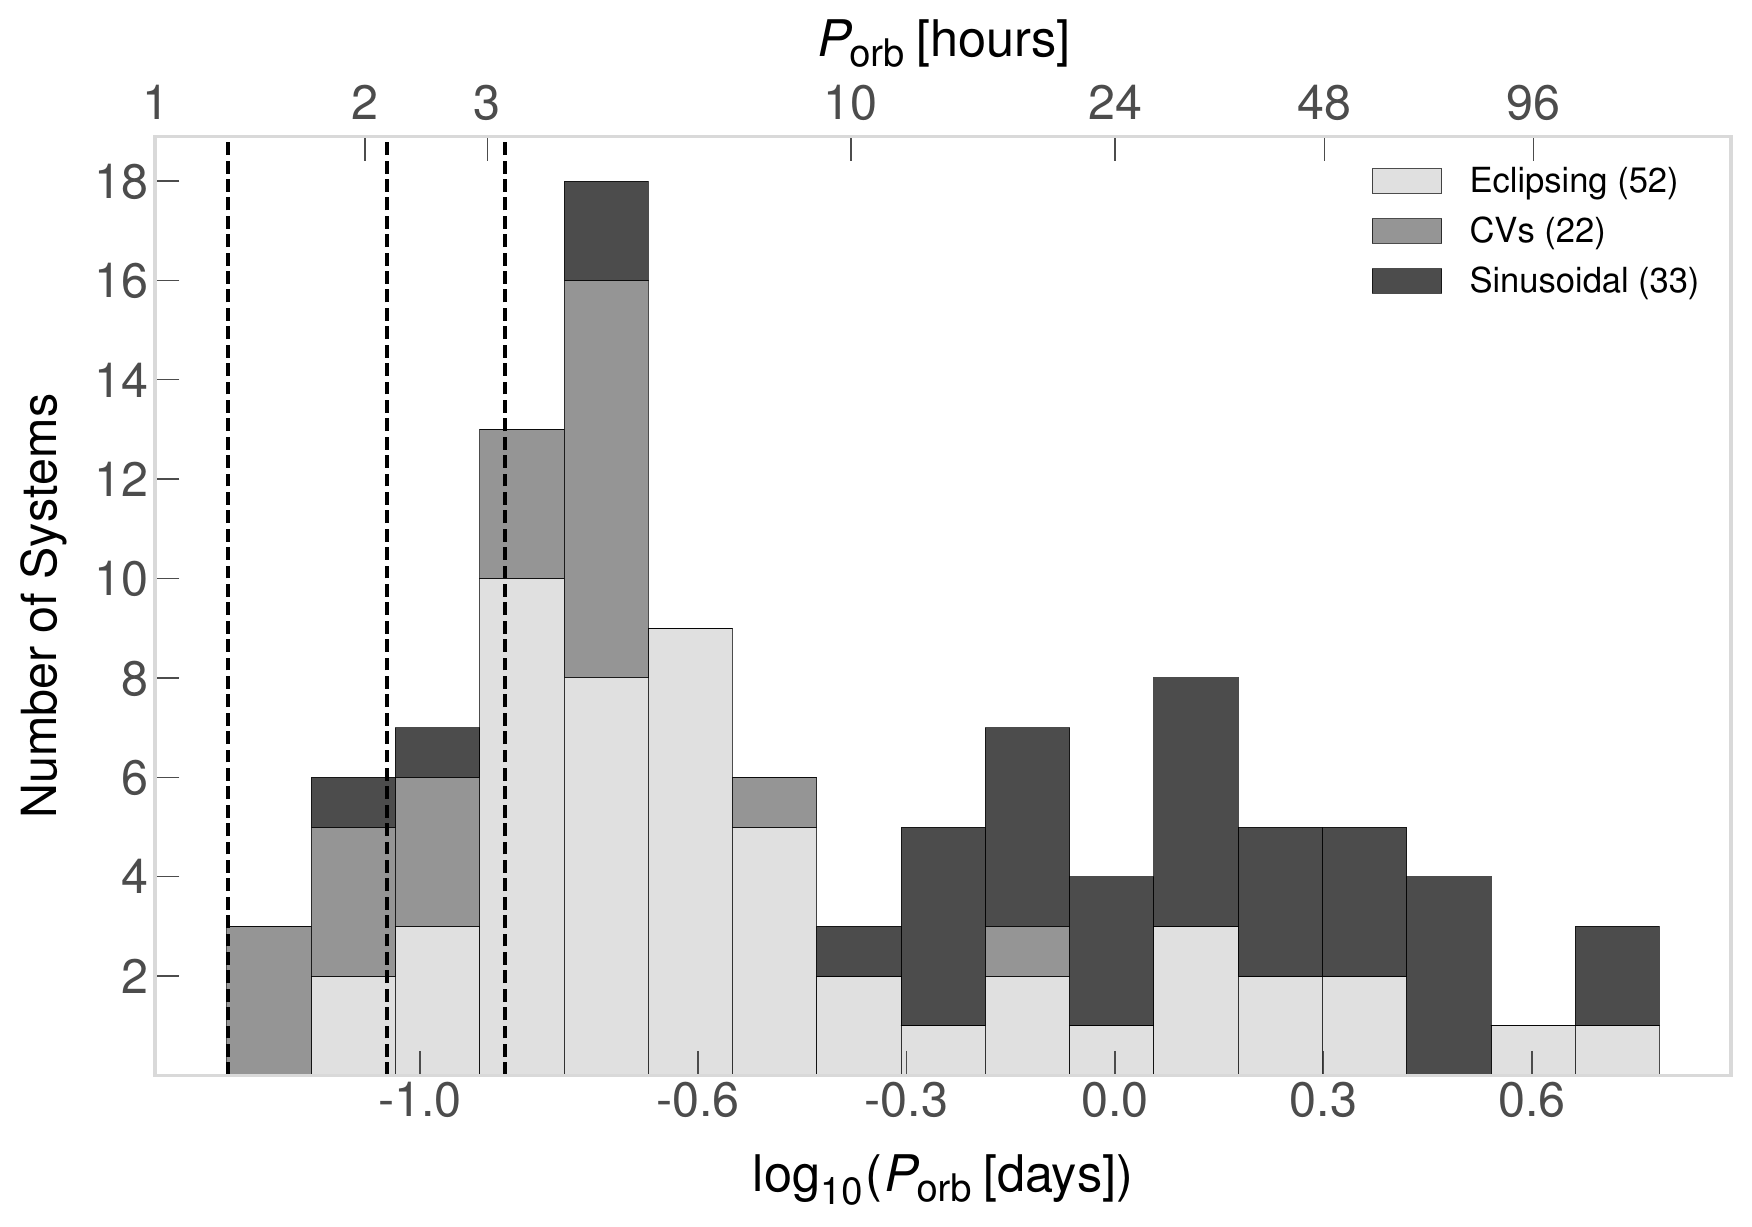 P_orb [hours]
1 2 3 10 24 48 96
18
16
14
12
10
8
6
4
2
Number of Systems
Eclipsing (52)
CVs (22)
Sinusoidal (33)
-1.0 -0.6 -0.3 0.0 0.3 0.6
log_10(P_orb [days])